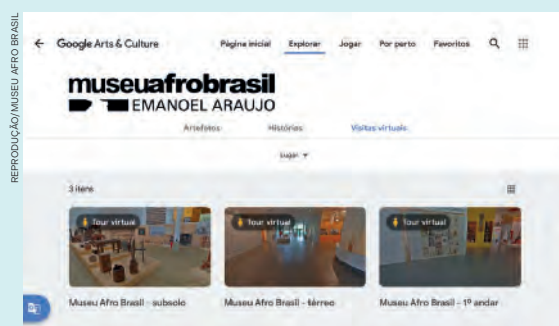 REPRODUÇÃO/MUSEU AFRO BRASIL
Google Arts & Culture
Página inicial Explorar Jogar Por perto Favoritos
museuafrobrasil
EMANOEL ARAUJO
Artefatos Histórias Visitas virtuais
Lugar
3 itens
Tour virtual Tour virtual Tour virtual
Museu Afro Brasil - subsolo Museu Afro Brasil - térreo Museu Afro Brasil - 1º andar